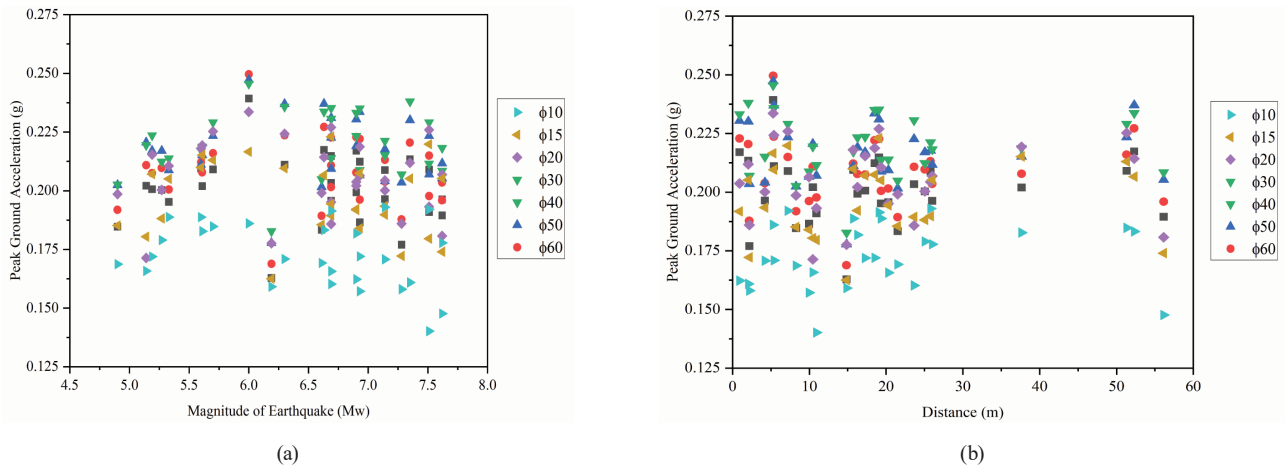 0.275
0.250
0.225
0.200
0.175
0.150
0.125
4.5 5.0 5.5 6.0 6.5 7.0 7.5 8.0
Peak Ground Acceleration (g)
Magnitude of Earthquake (Mw)
ϕ10
ϕ15
ϕ20
ϕ30
ϕ40
ϕ50
ϕ60
(a)
0.275
0.250
0.225
0.200
0.175
0.150
0.125
0 10 20 30 40 50 60
Peak Ground Acceleration (g)
Distance (m)
ϕ10
ϕ15
ϕ20
ϕ30
ϕ40
ϕ50
ϕ60
(b)